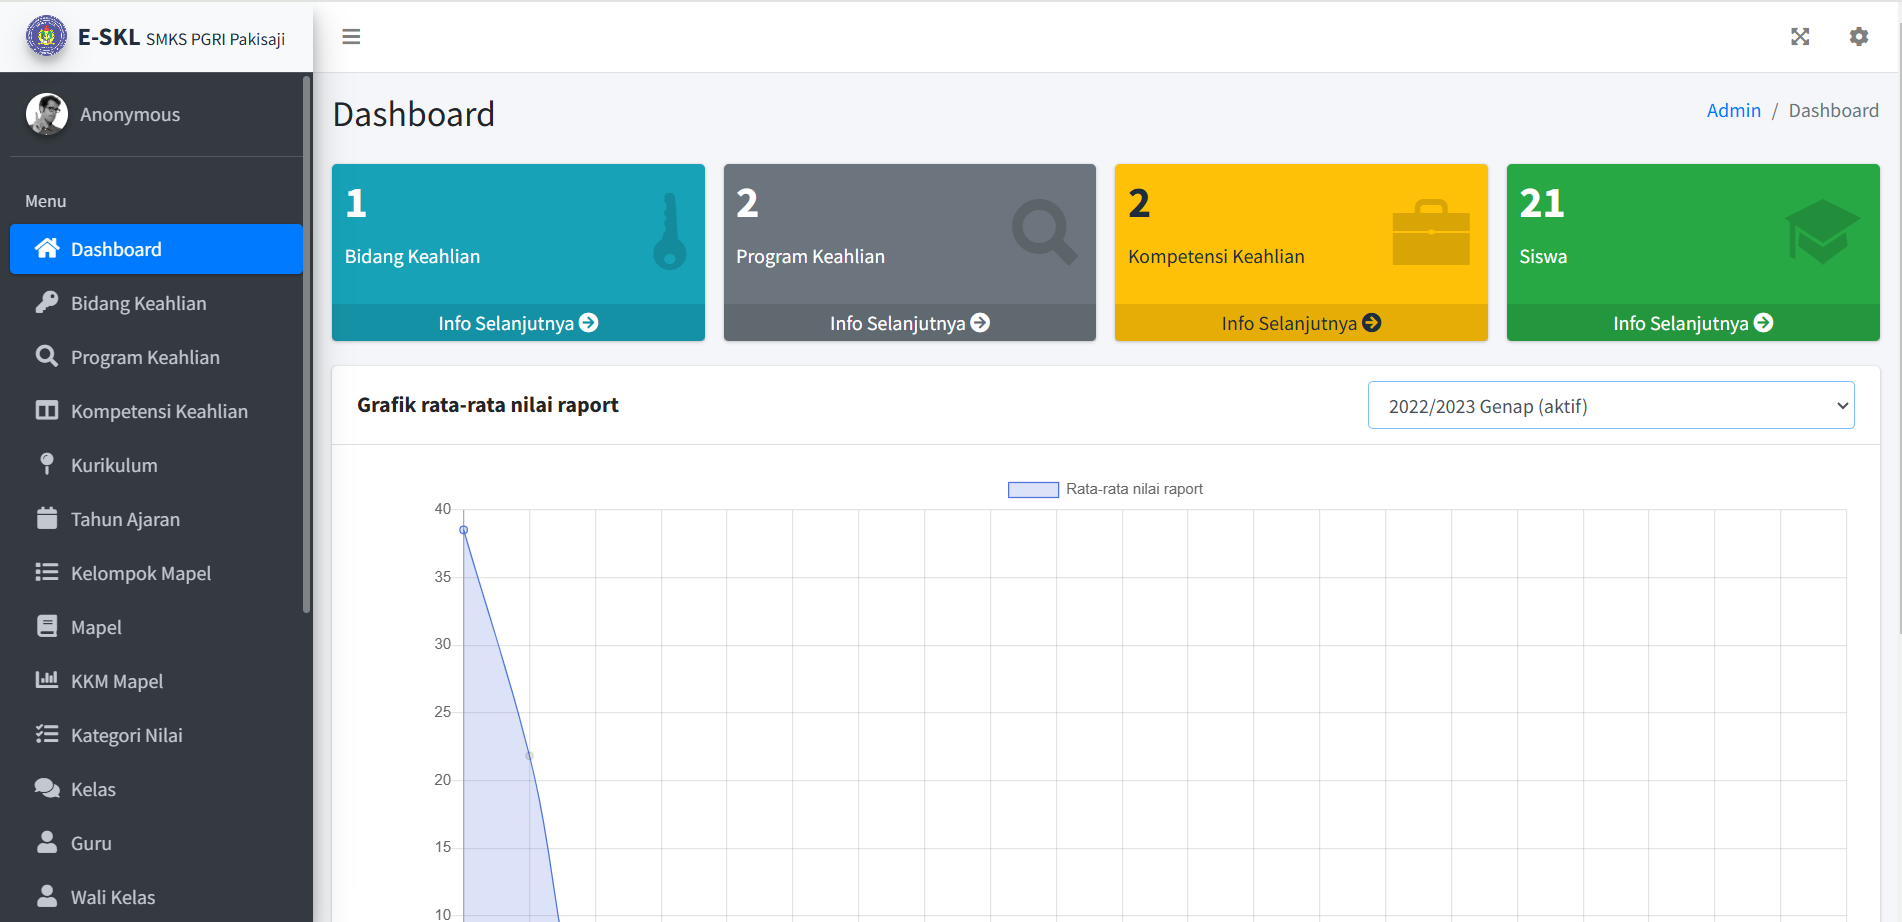 E-SKL SMKS PGRI Pakisaji
Anonymous
Menu
Dashboard
Bidang Keahlian
Program Keahlian
Kompetensi Keahlian
Kurikulum
Tahun Ajaran
Kelompok Mapel
Mapel
KKM Mapel
Kategori Nilai
Kelas
Guru
Wali Kelas
Dashboard
Admin / Dashboard
1
Bidang Keahlian
Info Selanjutnya
2
Program Keahlian
Info Selanjutnya
2
Kompetensi Keahlian
Info Selanjutnya
21
Siswa
Info Selanjutnya
Grafik rata-rata nilai raport
2022/2023 Genap (aktif)
Rata-rata nilai raport
40
35
30
25
20
15
10